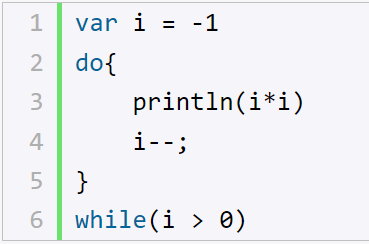 1 var i = -1
2 do{
3     println(i*i)
4     i--;
5 }
6 while(i > 0)